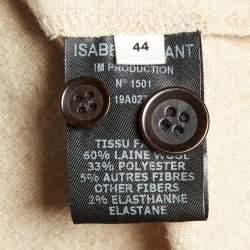 ISABE
ANT
44
IM PRODUCTION
N° 1501
19A02
TISSU FA
60% LAINE WOOL
33% POLYESTER
5% AUTRES FIBRES
OTHER FIBERS
2% ELASTHANNE
ELASTANE